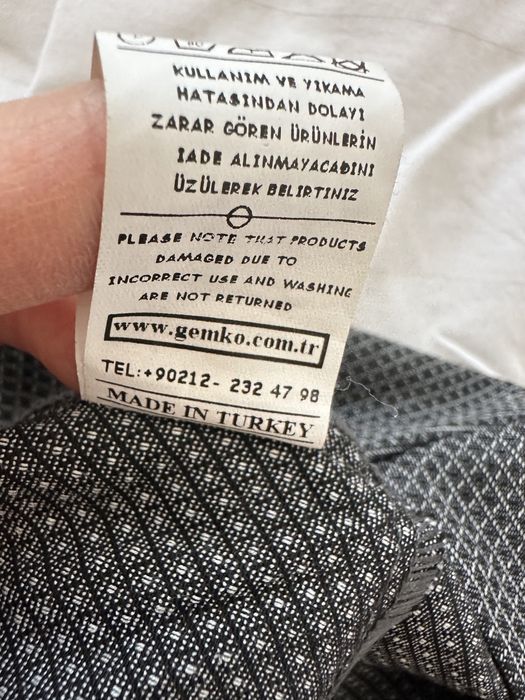 KULLANIM VE YIKAMA
HATASINDAN DOLAYI
ZARAR GÖREN ÜRÜNLERİN
İADE ALINMAYACAĞINI
ÜZÜLEREK BELİRTİNİZ
PLEASE NOTE THAT PRODUCTS
DAMAGED DUE TO
INCORRECT USE AND WASHING
ARE NOT RETURNED
www.gemko.com.tr
TEL:+90212- 232 47 98
MADE IN TURKEY